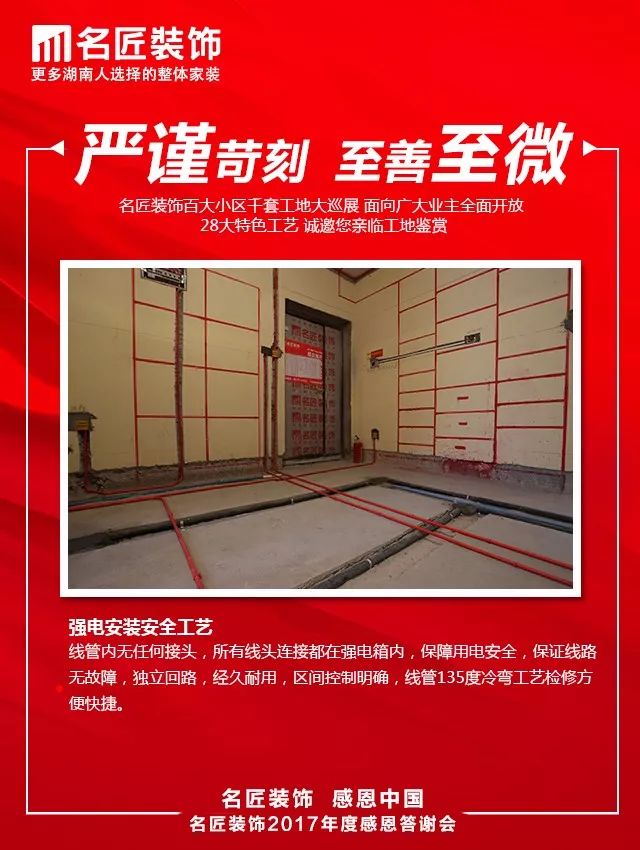 名匠装饰
更多湖南人选择的整体家装
严谨苛刻 至善至微
名匠装饰百大小区千套工地大巡展 面向广大业主全面开放
28大特色工艺 诚邀您亲临工地鉴赏
名匠装饰
强电安装安全工艺
线管内无任何接头，所有线头连接都在强电箱内，保障用电安全，保证线路
无故障，独立回路，经久耐用，区间控制明确，线管135度冷弯工艺检修方
便快捷。
名匠装饰 感恩中国
名匠装饰2017年度感恩答谢会